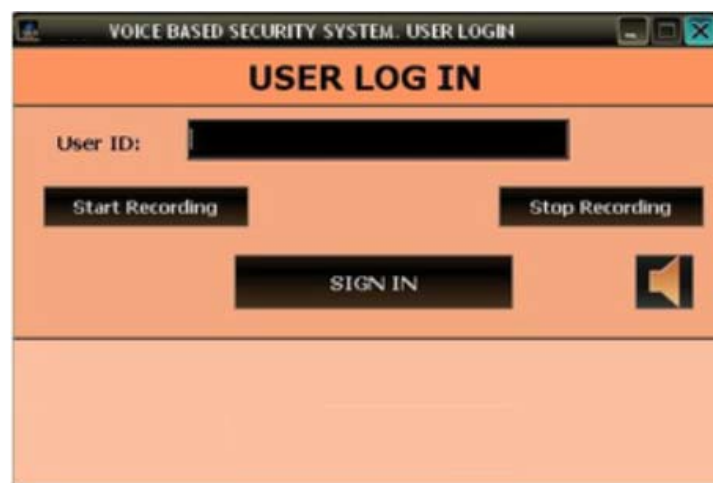 VOICE BASED SECURITY SYSTEM. USER LOGIN
USER LOG IN
User ID:
Start Recording
Stop Recording
SIGN IN